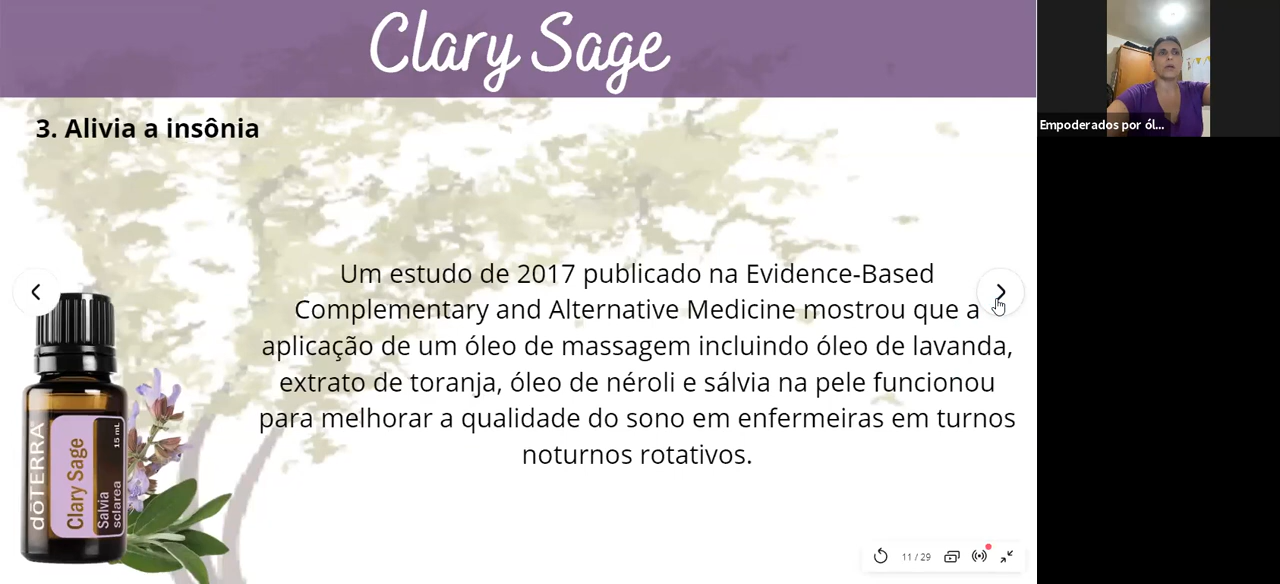 Clary Sage
3. Alivia a insônia
Um estudo de 2017 publicado na Evidence-Based
Complementary and Alternative Medicine mostrou que a
aplicação de um óleo de massagem incluindo óleo de lavanda,
extrato de toranja, óleo de néroli e sálvia na pele funcionou
para melhorar a qualidade do sono em enfermeiras em turnos
noturnos rotativos.
dōTERRA
Clary Sage
Salvia
sclarea
15 mL
11 / 29
Empoderados por ól...